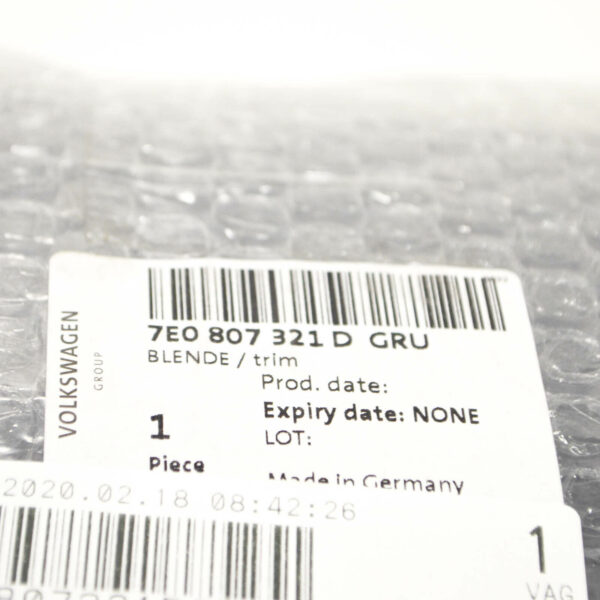 VOLKSWAGEN
GROUP
7E0 807 321 D GRU
BLENDE / trim
Prod. date:
Expiry date: NONE
1
LOT:
Piece
Made in Germany
2020.02.18 08:42:26
1
VAG